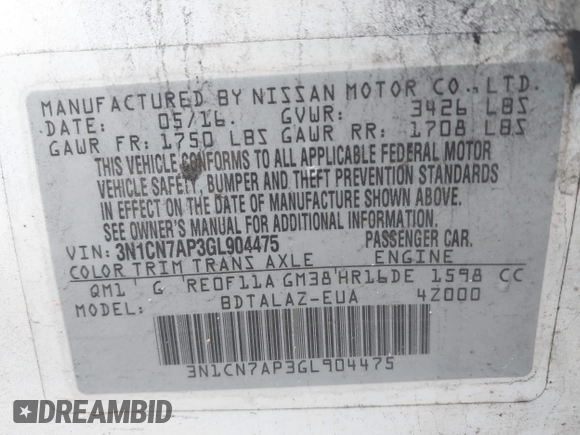 MANUFACTURED BY NISSAN MOTOR CO., LTD.
DATE: 05/16. GVWR: 3426 LBS
GAWR FR: 1750 LBS GAWR RR: 1708 LBS
THIS VEHICLE CONFORMS TO ALL APPLICABLE FEDERAL MOTOR
VEHICLE SAFETY, BUMPER AND THEFT PREVENTION STANDARDS
IN EFFECT ON THE DATE OF MANUFACTURE SHOWN ABOVE.
SEE OWNER'S MANUAL FOR ADDITIONAL INFORMATION.
VIN: 3N1CN7AP3GL904475 PASSENGER CAR.
COLOR TRIM TRANS AXLE ENGINE
QM1 G RE0F11A GM38 HR16DE 1598 CC
MODEL: BDTALAZ-EUA 4Z000
3N1CN7AP3GL904475
DREAMBID